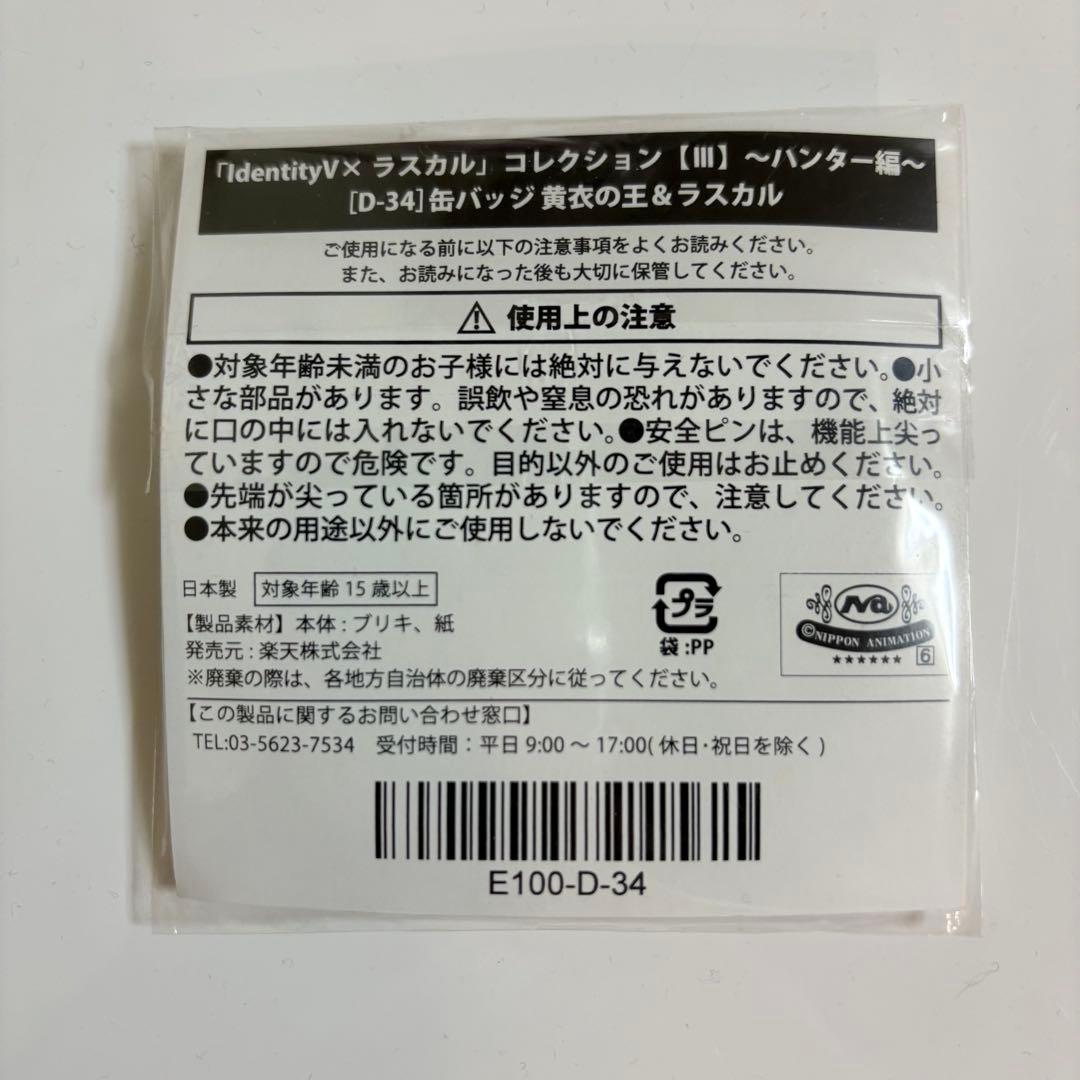 「IdentityV× ラスカル」コレクション【Ⅲ】～ハンター編～
[D-34] 缶バッジ 黄衣の王＆ラスカル
ご使用になる前に以下の注意事項をよくお読みください。
また、お読みになった後も大切に保管してください。
⚠ 使用上の注意
●対象年齢未満のお子様には絶対に与えないでください。●小
さな部品があります。誤飲や窒息の恐れがありますので、絶対
に口の中には入れないでください。●安全ピンは、機能上尖っ
ていますので危険です。目的以外のご使用はお止めください。
●先端が尖っている箇所がありますので、注意してください。
●本来の用途以外にご使用しないでください。
日本製 対象年齢 15 歳以上
【製品素材】本体 : ブリキ、紙
発売元 : 楽天株式会社
※廃棄の際は、各地方自治体の廃棄区分に従ってください。
プラ
袋 :PP
Na
©NIPPON ANIMATION
★★★★★★ 6
【この製品に関するお問い合わせ窓口】
TEL:03-5623-7534 受付時間：平日 9:00 ～ 17:00( 休日･祝日を除く )
E100-D-34